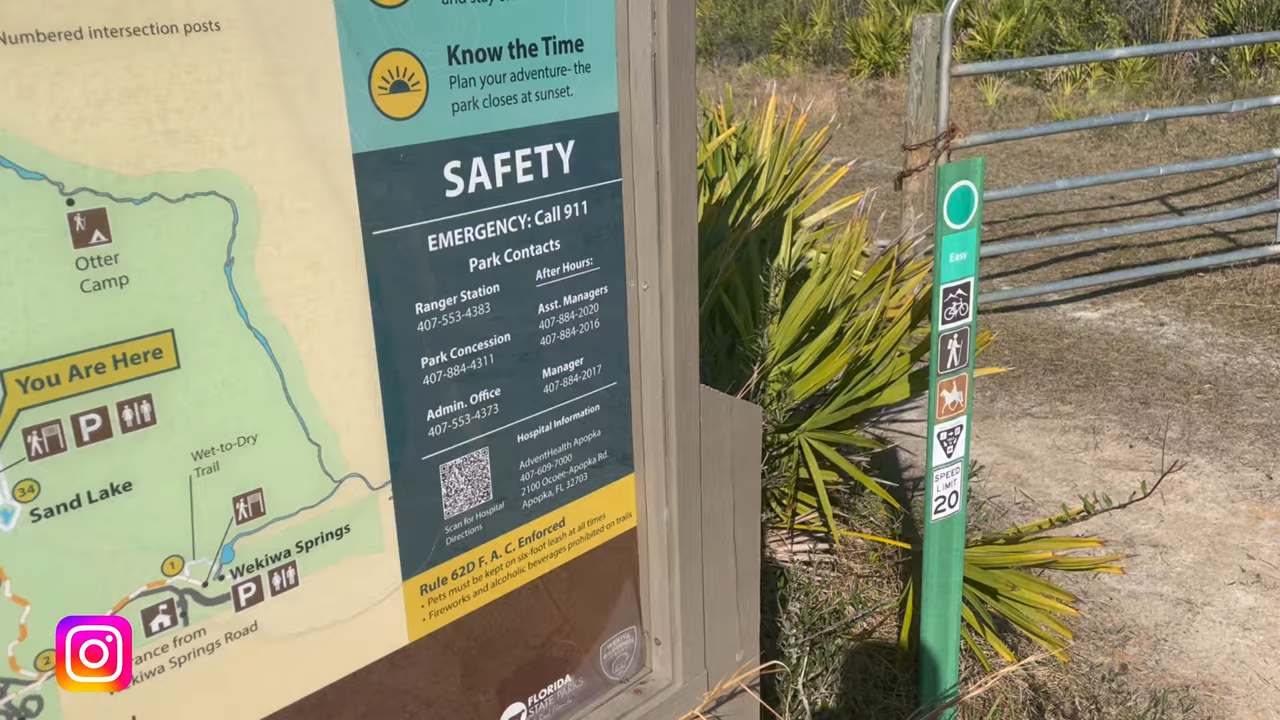 Numbered intersection posts
Know the Time
Plan your adventure- the
park closes at sunset.
SAFETY
EMERGENCY: Call 911
Park Contacts
Ranger Station
407-553-4383
Park Concession
407-884-4311
Admin. Office
407-553-4373
After Hours:
Asst. Managers
407-884-2020
407-884-2016
Manager
407-884-2017
Hospital Information
AdventHealth Apopka
407-609-7000
2100 Ocoee-Apopka Rd.
Apopka, FL 32703
Scan for Hospital
Directions
Rule 62D F. A. C. Enforced
• Pets must be kept on six-foot leash at all times
• Fireworks and alcoholic beverages prohibited on trails
FLORIDA
STATE PARKS
Otter
Camp
You Are Here
P
34
Sand Lake
Wet-to-Dry
Trail
1
Wekiwa Springs
P
2
Springs Road
Easy
SPEED
LIMIT
20